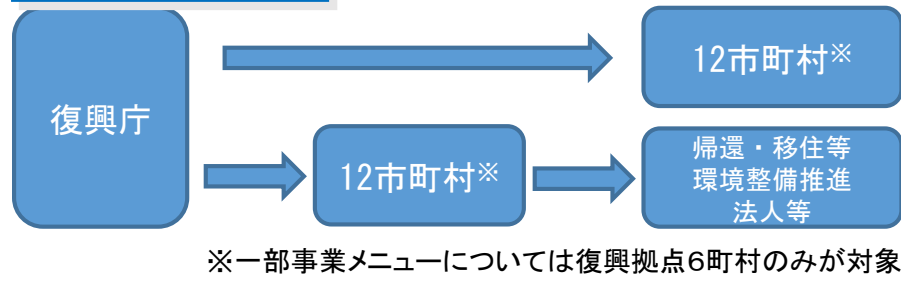 復興庁
12市町村※
12市町村※
帰還・移住等
環境整備推進
法人等
※一部事業メニューについては復興拠点６町村のみが対象